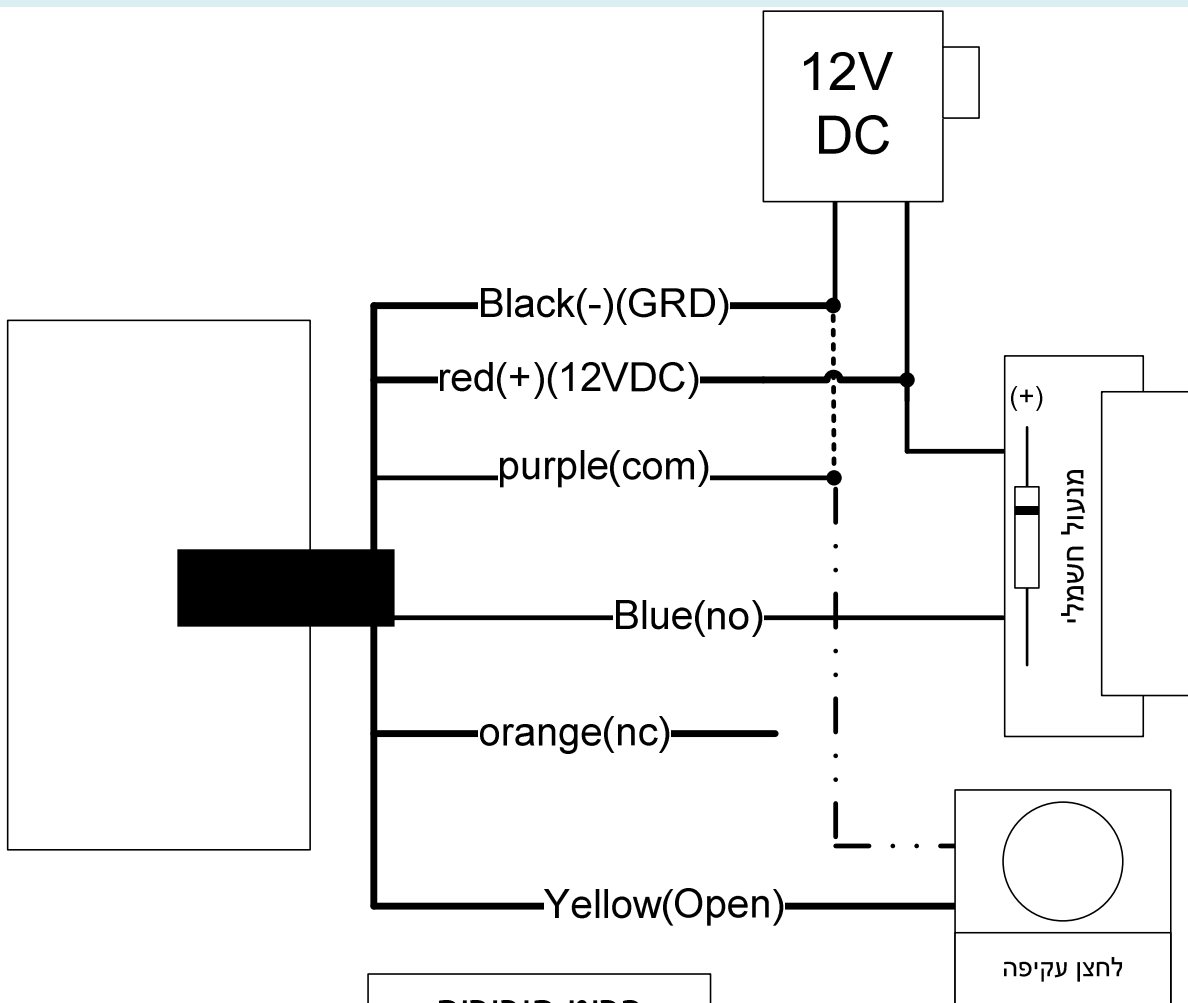 12V
DC
Black(-)(GRD)
red(+)(12VDC)
(+)
purple(com)
מנעול חשמלי
Blue(no)
orange(nc)
Yellow(Open)
לחצן עקיפה